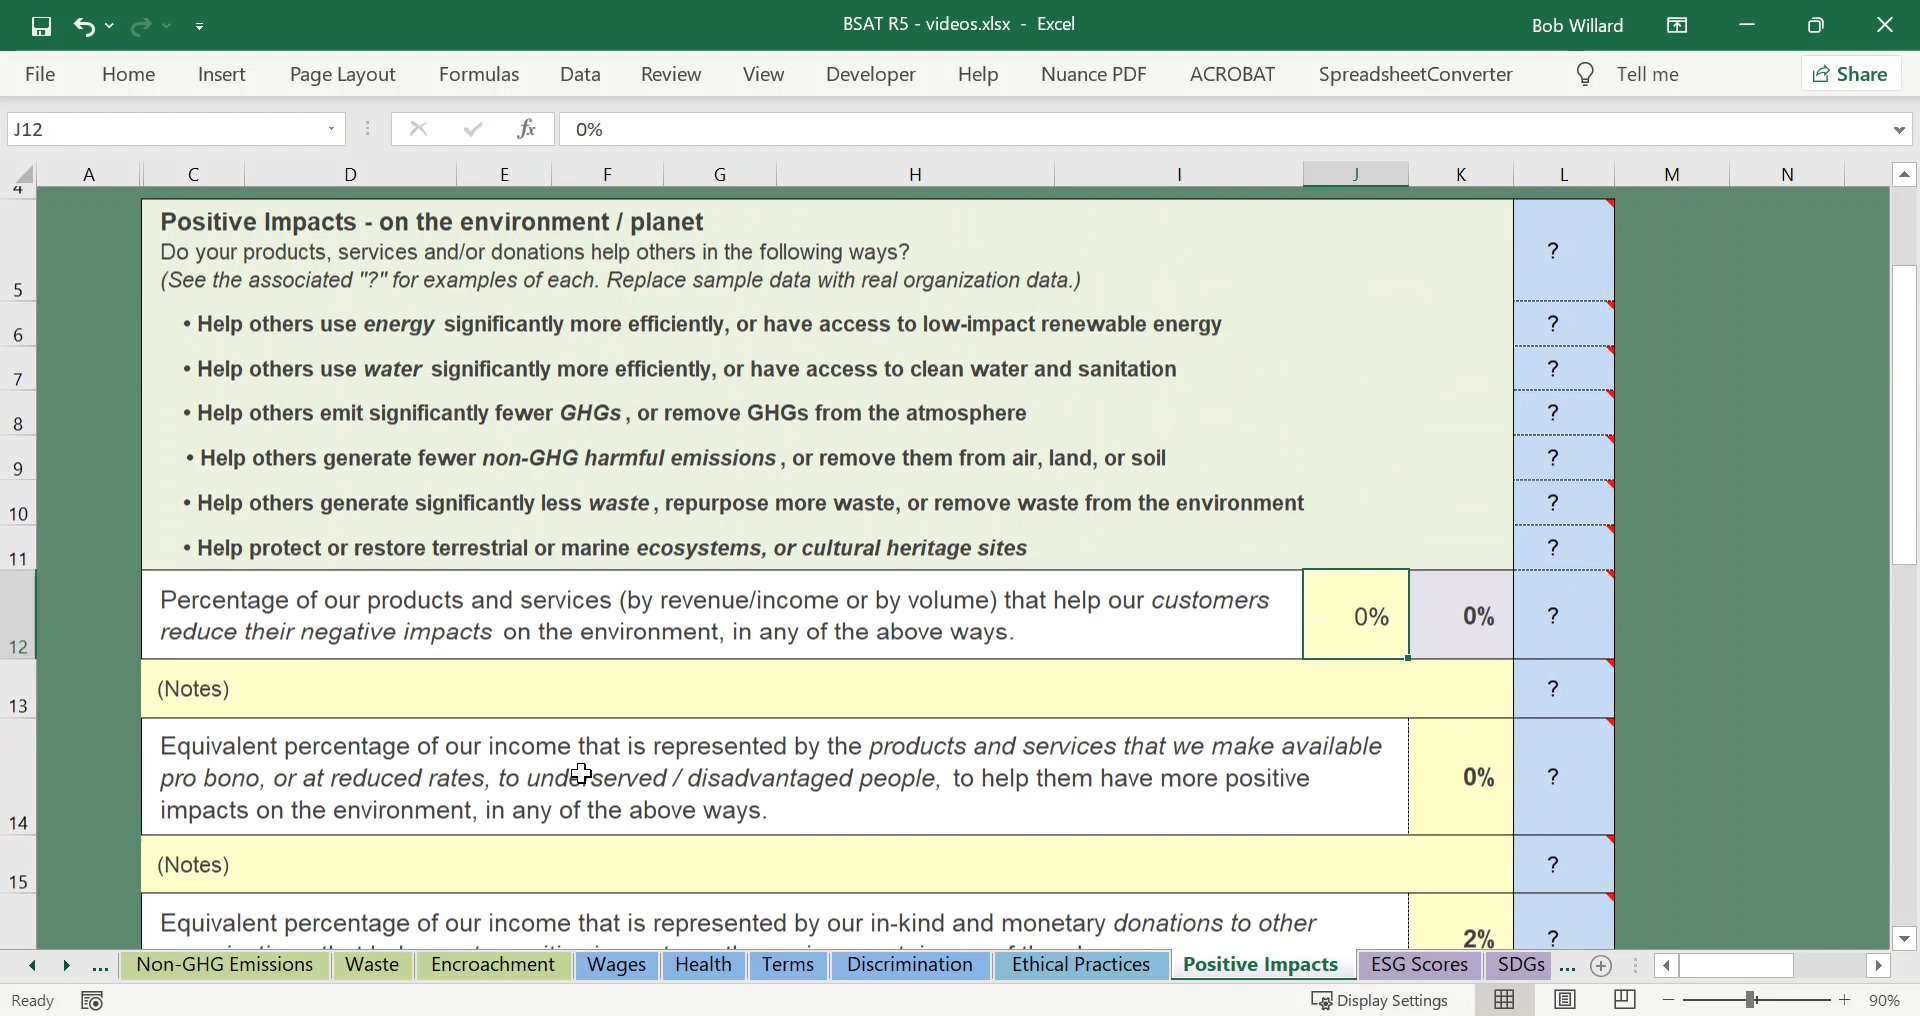 BSAT R5 - videos.xlsx - Excel
Bob Willard
File Home Insert Page Layout Formulas Data Review View Developer Help Nuance PDF ACROBAT SpreadsheetConverter Tell me Share
J12 fx 0%
A C D E F G H I J K L M N
4
Positive Impacts - on the environment / planet
Do your products, services and/or donations help others in the following ways?
?
(See the associated "?" for examples of each. Replace sample data with real organization data.)
5
• Help others use energy significantly more efficiently, or have access to low-impact renewable energy ?
6
• Help others use water significantly more efficiently, or have access to clean water and sanitation ?
7
• Help others emit significantly fewer GHGs, or remove GHGs from the atmosphere ?
8
• Help others generate fewer non-GHG harmful emissions, or remove them from air, land, or soil ?
9
• Help others generate significantly less waste, repurpose more waste, or remove waste from the environment ?
10
• Help protect or restore terrestrial or marine ecosystems, or cultural heritage sites ?
11
Percentage of our products and services (by revenue/income or by volume) that help our customers
0% 0% ?
reduce their negative impacts on the environment, in any of the above ways.
12
(Notes) ?
13
Equivalent percentage of our income that is represented by the products and services that we make available
pro bono, or at reduced rates, to underserved / disadvantaged people, to help them have more positive 0% ?
impacts on the environment, in any of the above ways.
14
(Notes) ?
15
Equivalent percentage of our income that is represented by our in-kind and monetary donations to other
2% ?
... Non-GHG Emissions Waste Encroachment Wages Health Terms Discrimination Ethical Practices Positive Impacts ESG Scores SDGs ...
Ready Display Settings 90%